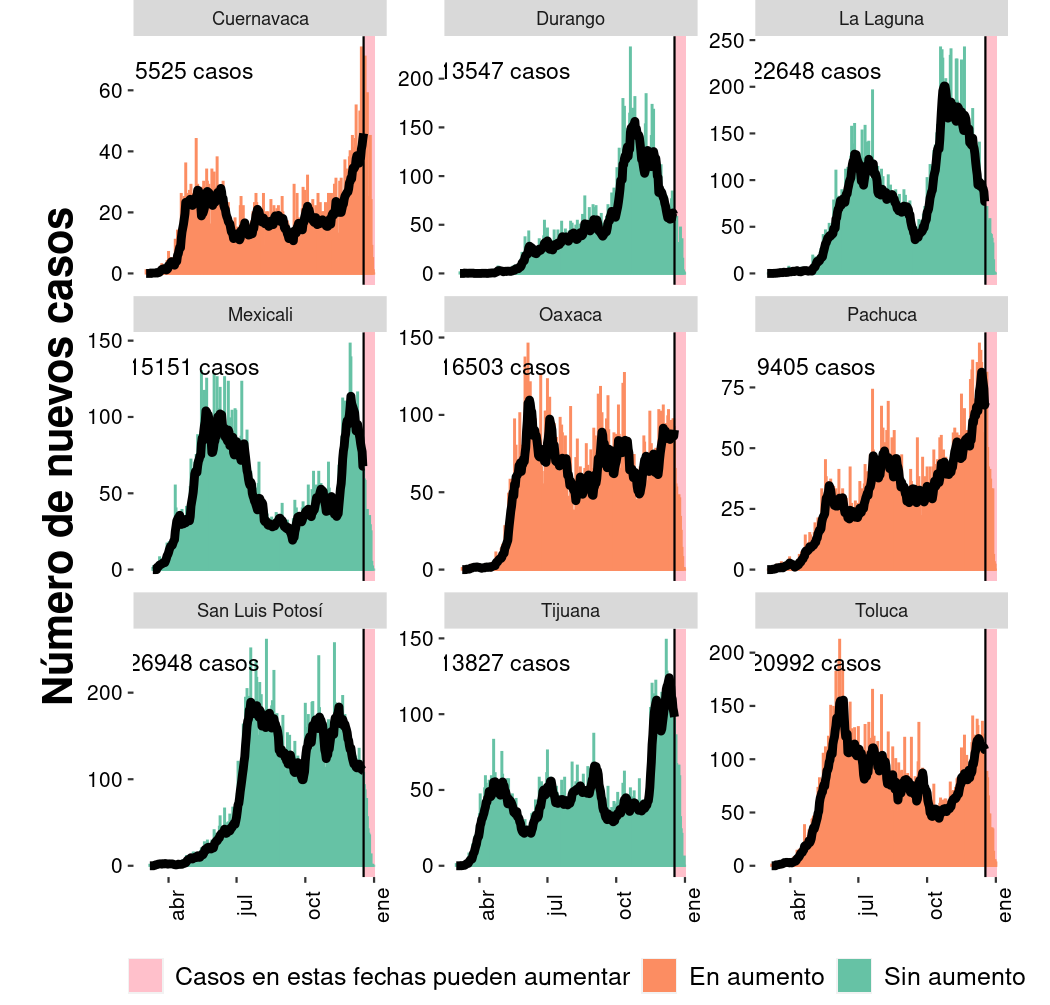 Número de nuevos casos
Cuernavaca
5525 casos
60
40
20
0
Durango
13547 casos
200
150
100
50
0
La Laguna
22648 casos
250
200
150
100
50
0
Mexicali
15151 casos
150
100
50
0
Oaxaca
16503 casos
150
100
50
0
Pachuca
9405 casos
75
50
25
0
San Luis Potosí
26948 casos
200
100
0
abr jul oct ene
Tijuana
13827 casos
150
100
50
0
abr jul oct ene
Toluca
20992 casos
200
150
100
50
0
abr jul oct ene
Casos en estas fechas pueden aumentar En aumento Sin aumento